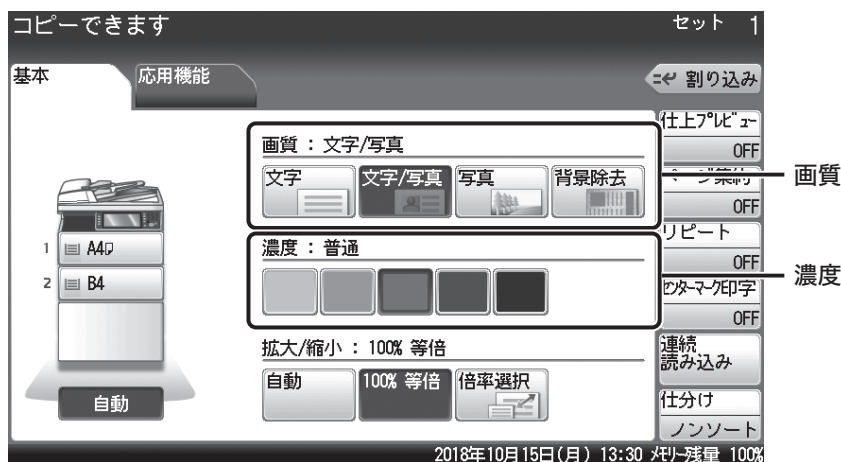 コピーできます セット 1
基本 応用機能 割り込み
画質 : 文字/写真
文字 文字/写真 写真 背景除去
濃度 : 普通
拡大/縮小 : 100% 等倍
自動 100% 等倍 倍率選択
1 A4
2 B4
自動
仕上プレビュー
OFF
OFF
リピート
OFF
センターマーク印字
OFF
連続
読み込み
仕分け
ノンソート
2018年10月15日(月) 13:30 メモリー残量 100%
画質
濃度